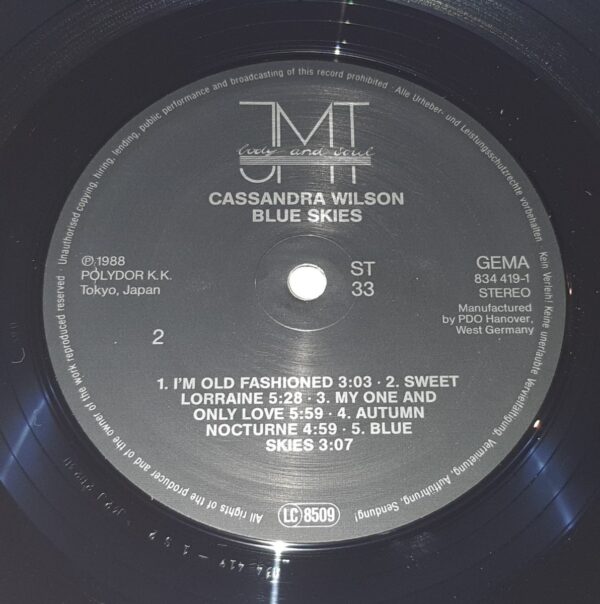 Unauthorised copying, hiring, lending, public performance and broadcasting of this record prohibited · Alle Urheber- und Leistungsschutzrechte vorbehalten · Kein Verleih! Keine unerlaubte Vervielfältigung, Vermietung, Aufführung, Sendung!
All rights of the producer and of the owner of the work reproduced reserved ·
JMT
body and soul
CASSANDRA WILSON
BLUE SKIES
℗ 1988
POLYDOR K.K.
Tokyo, Japan
ST
33
GEMA
834 419-1
STEREO
Manufactured
by PDO Hanover,
West Germany
2
1. I'M OLD FASHIONED 3:03 · 2. SWEET
LORRAINE 5:28 · 3. MY ONE AND
ONLY LOVE 5:59 · 4. AUTUMN
NOCTURNE 4:59 · 5. BLUE
SKIES 3:07
LC 8509